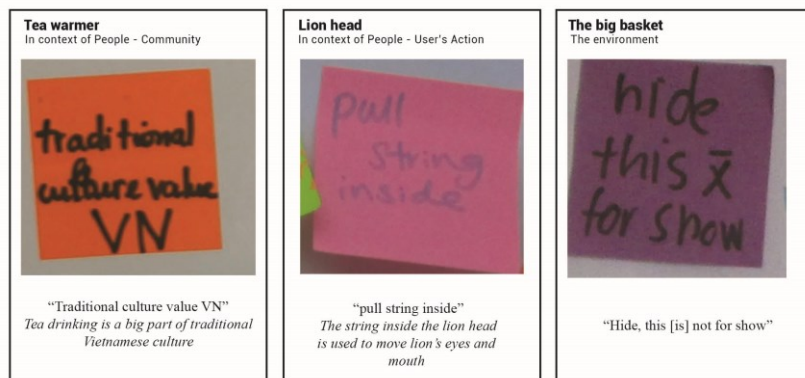 Tea warmer
In context of People - Community
traditional
culture value
VN
“Traditional culture value VN”
Tea drinking is a big part of traditional
Vietnamese culture
Lion head
In context of People - User's Action
pull
string
inside
“pull string inside”
The string inside the lion head
is used to move lion’s eyes and
mouth
The big basket
The environment
hide
this x̄
for show
“Hide, this [is] not for show”